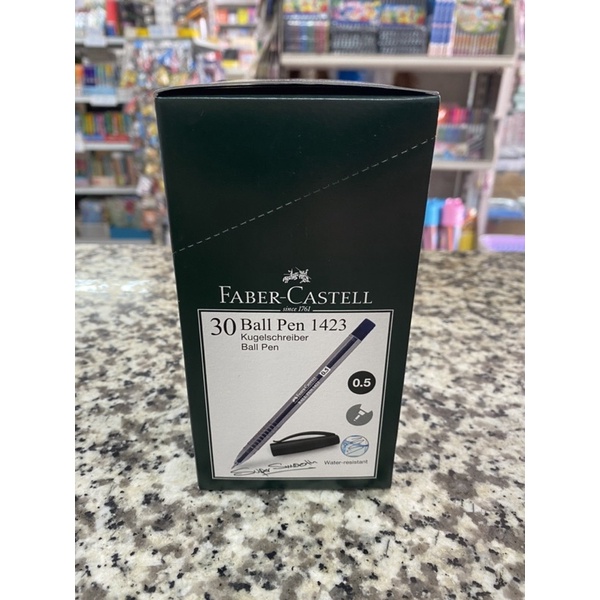 FABER-CASTELL
since 1761
30 Ball Pen 1423
Kugelschreiber
Ball Pen
0.5
Water-resistant